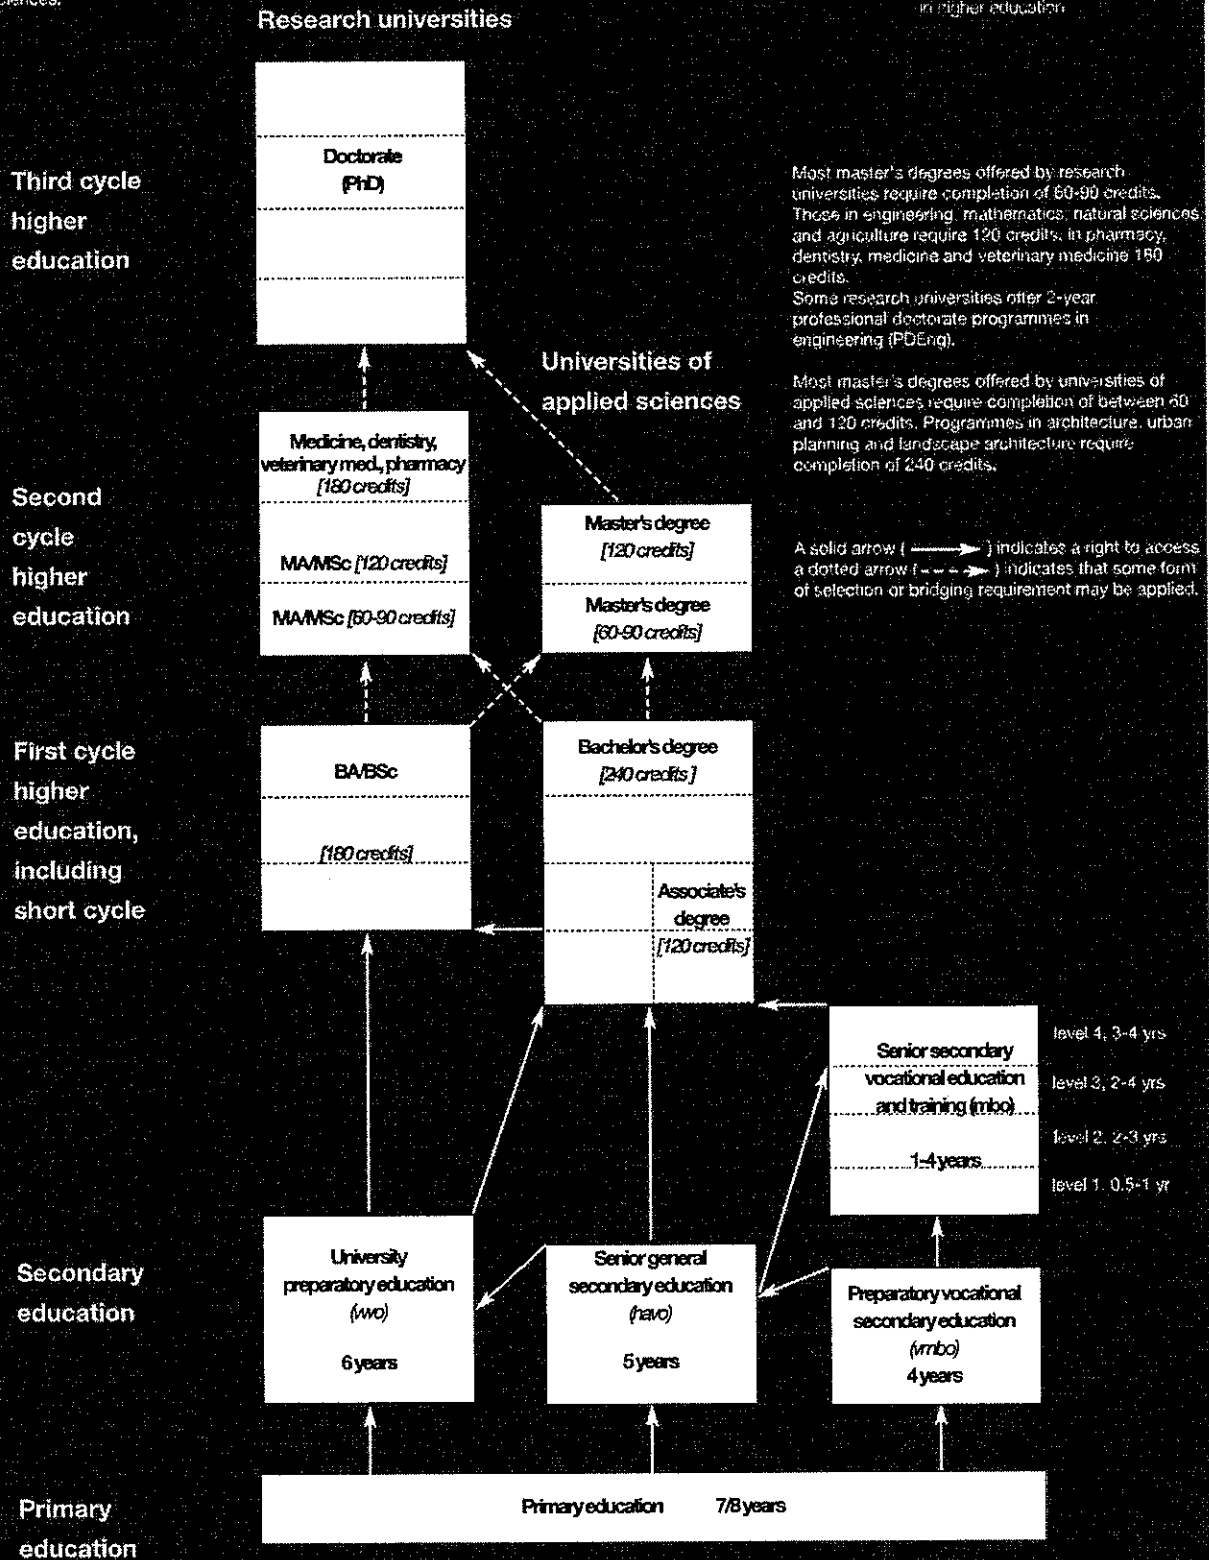 ciences.
in higher education
Research universities
Third cycle
higher
education
Doctorate
(PhD)
Most master's degrees offered by research
universities require completion of 60-90 credits.
Those in engineering, mathematics, natural sciences
and agriculture require 120 credits, in pharmacy,
dentistry, medicine and veterinary medicine 180
credits.
Some research universities offer 2-year
professional doctorate programmes in
engineering (PDEng).
Universities of
applied sciences
Most master's degrees offered by universities of
applied sciences require completion of between 60
and 120 credits. Programmes in architecture, urban
planning and landscape architecture require
completion of 240 credits.
Second
cycle
higher
education
Medicine, dentistry,
veterinary med., pharmacy
[180 credits]
MA/MSc [120 credits]
MA/MSc [60-90 credits]
Master's degree
[120 credits]
Master's degree
[60-90 credits]
A solid arrow ( ) indicates a right to access
a dotted arrow ( ) indicates that some form
of selection or bridging requirement may be applied.
First cycle
higher
education,
including
short cycle
BA/BSc
[180 credits]
Bachelor's degree
[240 credits ]
Associate's
degree
[120 credits]
Senior secondary
vocational education
and training (mbo)
1-4 years
level 4, 3-4 yrs
level 3, 2-4 yrs
level 2, 2-3 yrs
level 1, 0.5-1 yr
Secondary
education
University
preparatory education
(vwo)
6 years
Senior general
secondary education
(havo)
5 years
Preparatory vocational
secondary education
(vmbo)
4 years
Primary
education
Primary education 7/8 years